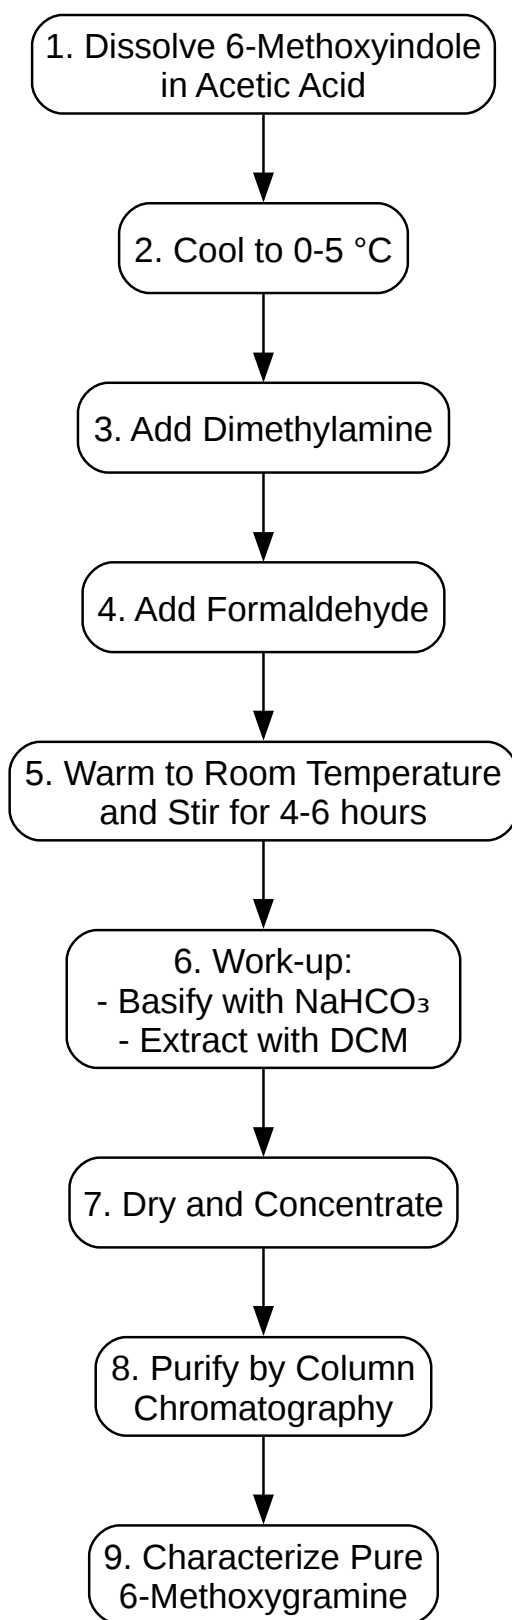 1. Dissolve 6-Methoxyindole
in Acetic Acid
2. Cool to 0-5 °C
3. Add Dimethylamine
4. Add Formaldehyde
5. Warm to Room Temperature
and Stir for 4-6 hours
6. Work-up:
- Basify with NaHCO₃
- Extract with DCM
7. Dry and Concentrate
8. Purify by Column
Chromatography
9. Characterize Pure
6-Methoxygramine